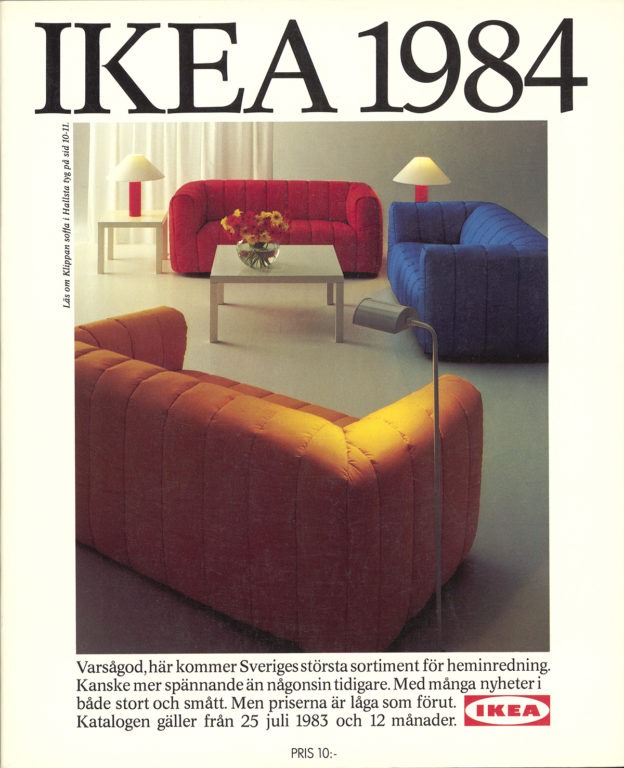 IKEA 1984
Läs om Klippan soffa i Hallsta tyg på sid 10-11.
Varsågod, här kommer Sveriges största sortiment för heminredning.
Kanske mer spännande än någonsin tidigare. Med många nyheter i
både stort och smått. Men priserna är låga som förut.
Katalogen gäller från 25 juli 1983 och 12 månader.
IKEA
PRIS 10:-